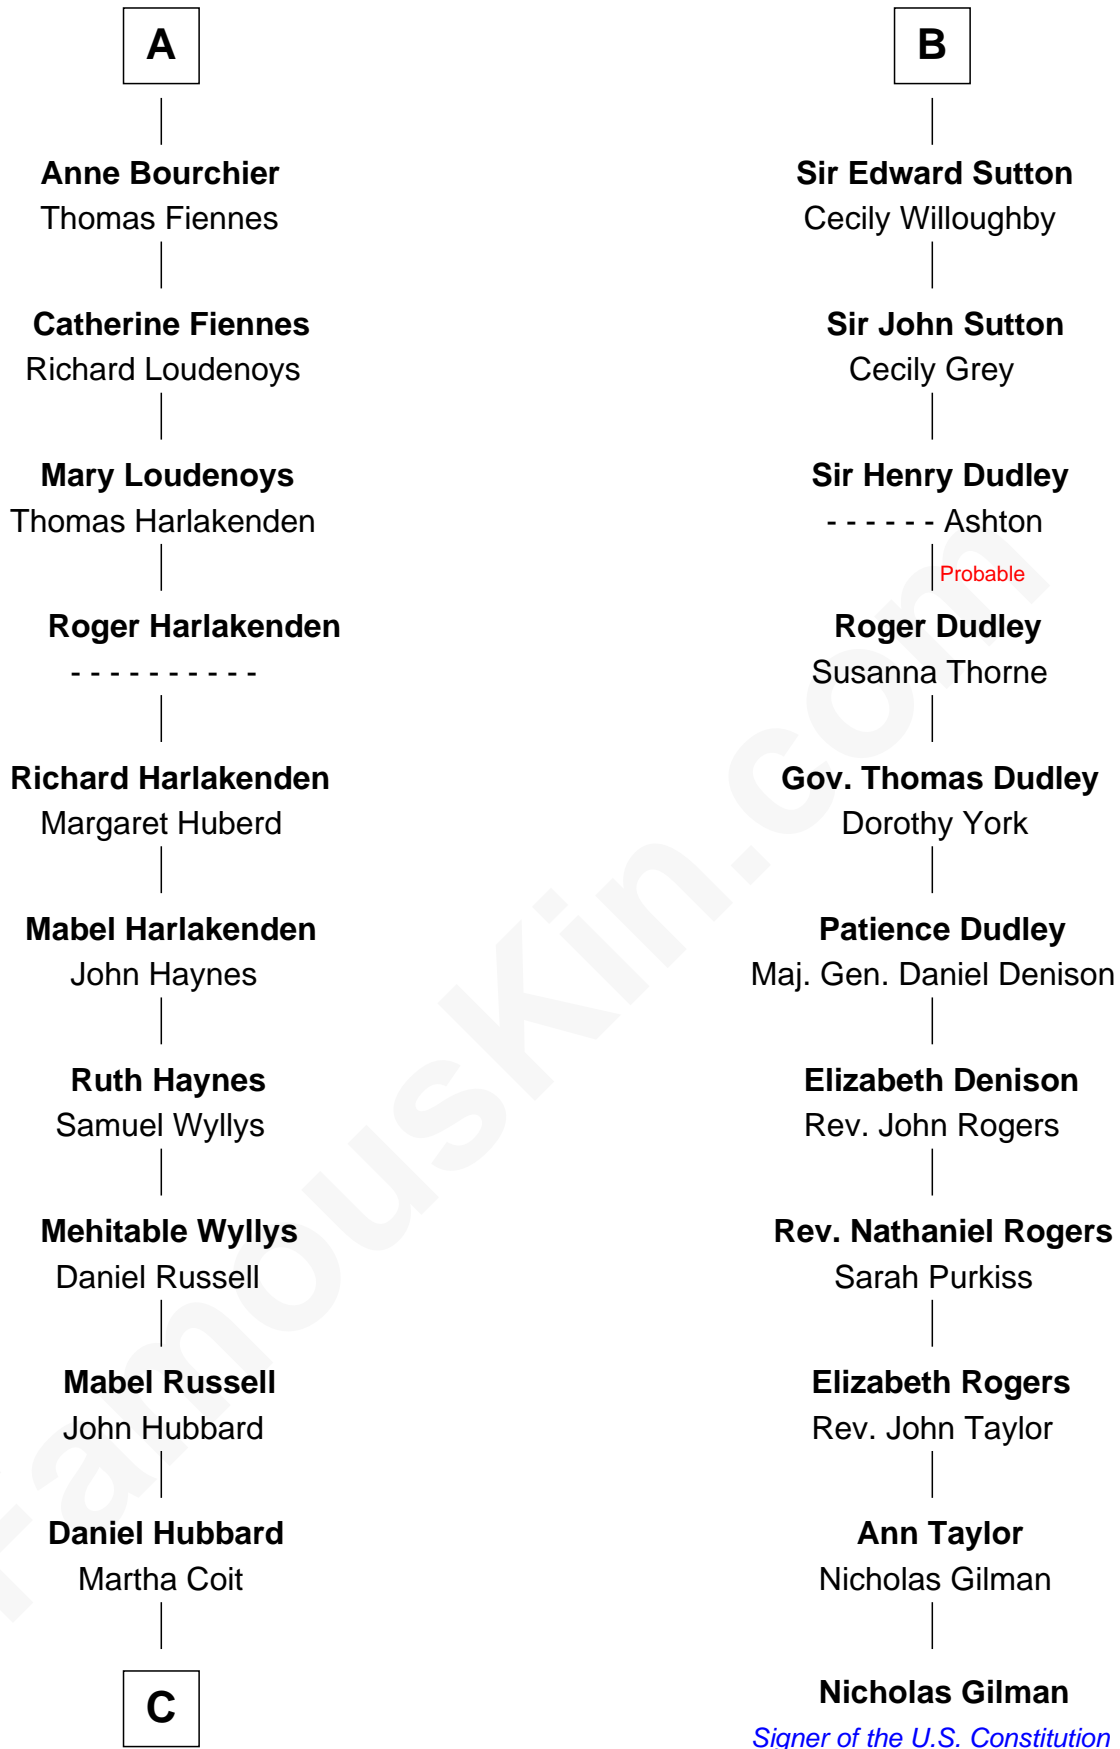 A
Anne Bourchier
Thomas Fiennes
Catherine Fiennes
Richard Loudenoys
Mary Loudenoys
Thomas Harlakenden
Roger Harlakenden
- - - - - - - - - -
Richard Harlakenden
Margaret Huberd
Mabel Harlakenden
John Haynes
Ruth Haynes
Samuel Wyllys
Mehitable Wyllys
Daniel Russell
Mabel Russell
John Hubbard
Daniel Hubbard
Martha Coit
C
B
Sir Edward Sutton
Cecily Willoughby
Sir John Sutton
Cecily Grey
Sir Henry Dudley
- - - - - - Ashton
Probable
Roger Dudley
Susanna Thorne
Gov. Thomas Dudley
Dorothy York
Patience Dudley
Maj. Gen. Daniel Denison
Elizabeth Denison
Rev. John Rogers
Rev. Nathaniel Rogers
Sarah Purkiss
Elizabeth Rogers
Rev. John Taylor
Ann Taylor
Nicholas Gilman
Nicholas Gilman
Signer of the U.S. Constitution
FamousKin.com